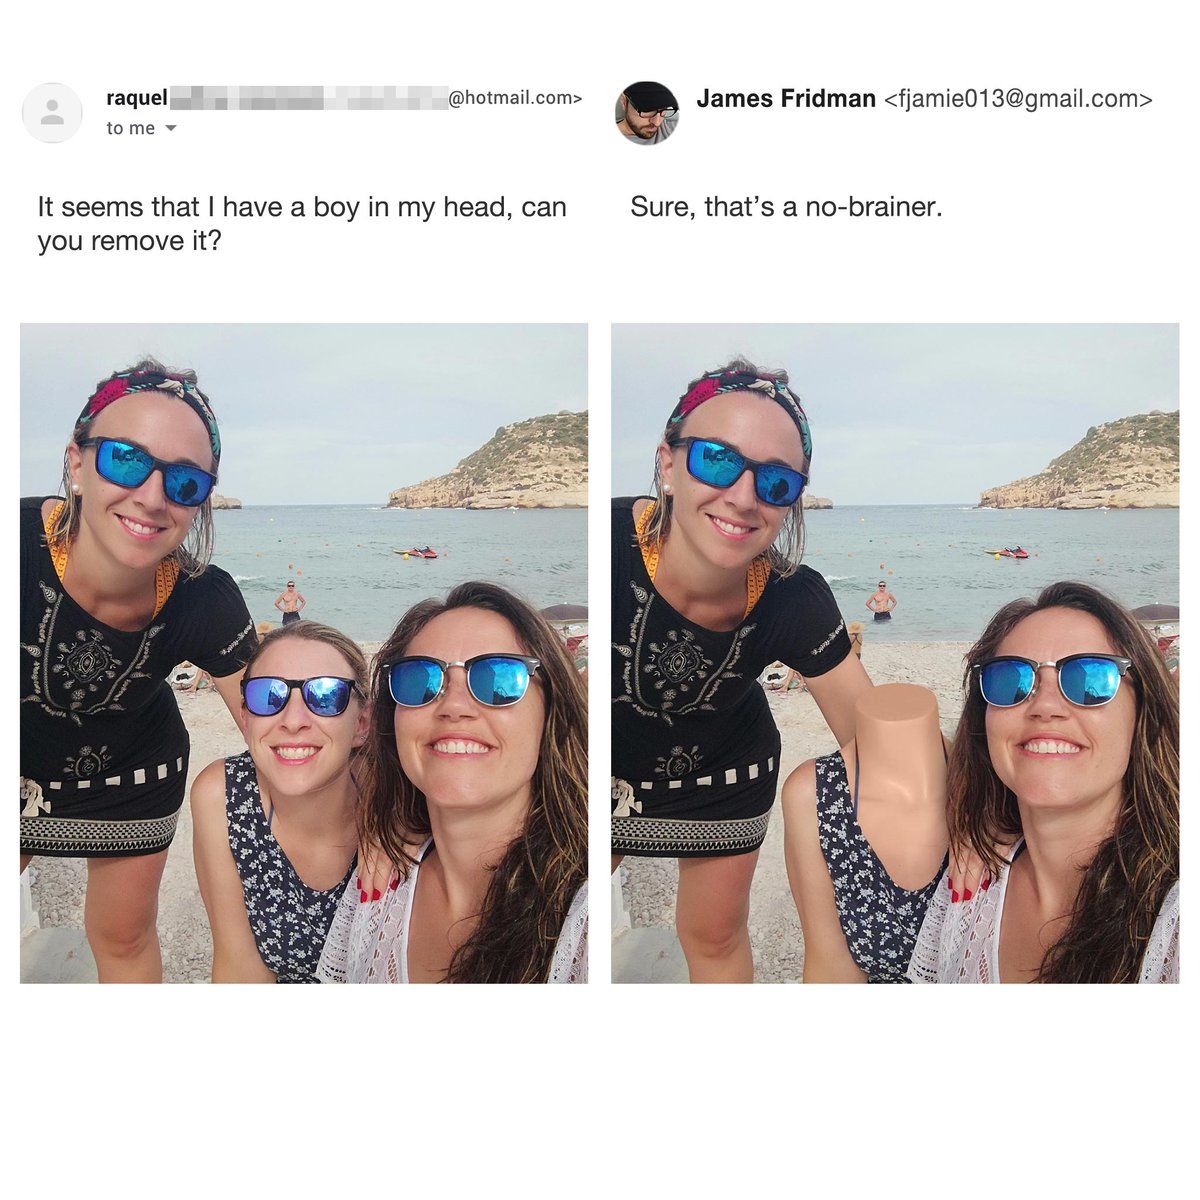 raquel @hotmail.com>
to me
It seems that I have a boy in my head, can
you remove it?
James Fridman <fjamie013@gmail.com>
Sure, that’s a no-brainer.